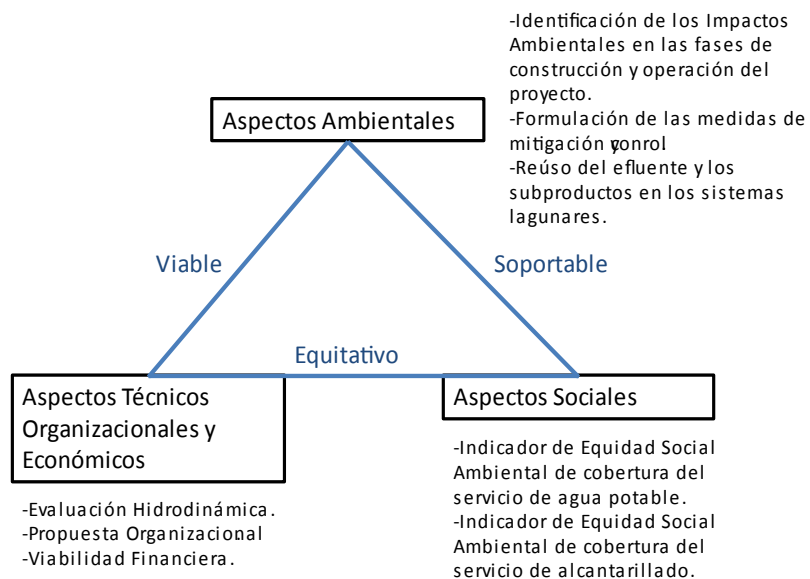 -Identificación de los Impactos
Ambientales en las fases de
construcción y operación del
proyecto.
-Formulación de las medidas de
mitigación yconrol
-Reúso del efluente y los
subproductos en los sistemas
lagunares.
Aspectos Ambientales
Viable
Soportable
Equitativo
Aspectos Técnicos
Organizacionales y
Económicos
-Evaluación Hidrodinámica.
-Propuesta Organizacional
-Viabilidad Financiera.
Aspectos Sociales
-Indicador de Equidad Social
Ambiental de cobertura del
servicio de agua potable.
-Indicador de Equidad Social
Ambiental de cobertura del
servicio de alcantarillado.